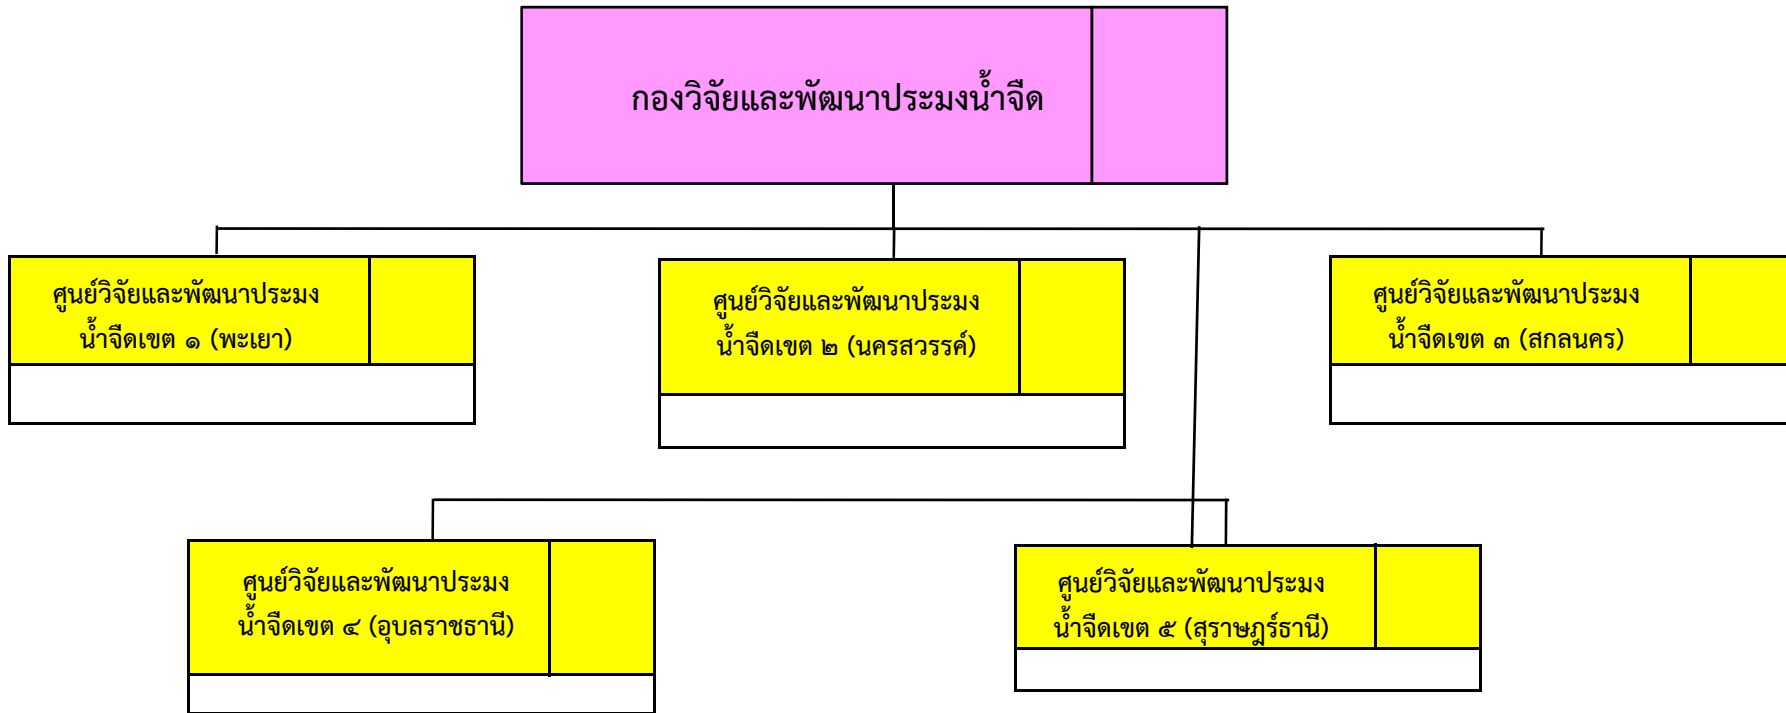 กองวิจัยและพัฒนาประมงน้ำจืด
ศูนย์วิจัยและพัฒนาประมง
น้ำจืดเขต ๑ (พะเยา)
ศูนย์วิจัยและพัฒนาประมง
น้ำจืดเขต ๒ (นครสวรรค์)
ศูนย์วิจัยและพัฒนาประมง
น้ำจืดเขต ๓ (สกลนคร)
ศูนย์วิจัยและพัฒนาประมง
น้ำจืดเขต ๔ (อุบลราชธานี)
ศูนย์วิจัยและพัฒนาประมง
น้ำจืดเขต ๕ (สุราษฎร์ธานี)